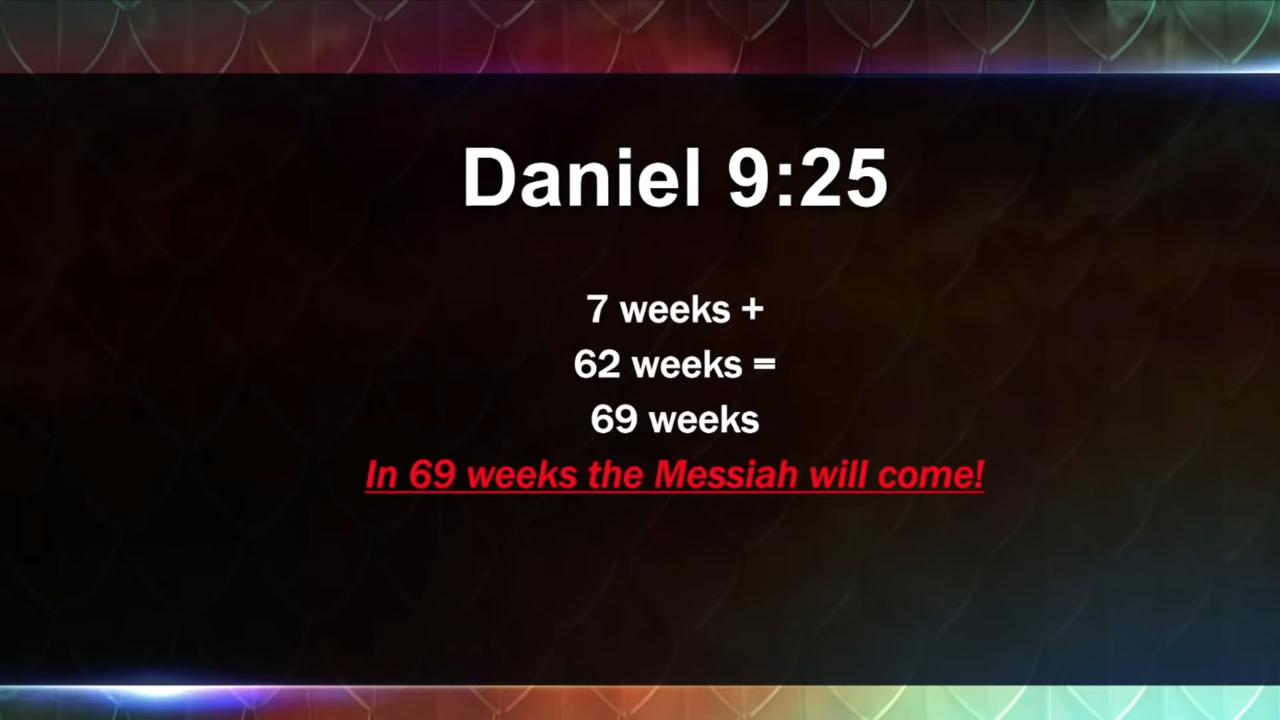 Daniel 9:25
7 weeks +
62 weeks =
69 weeks
In 69 weeks the Messiah will come!